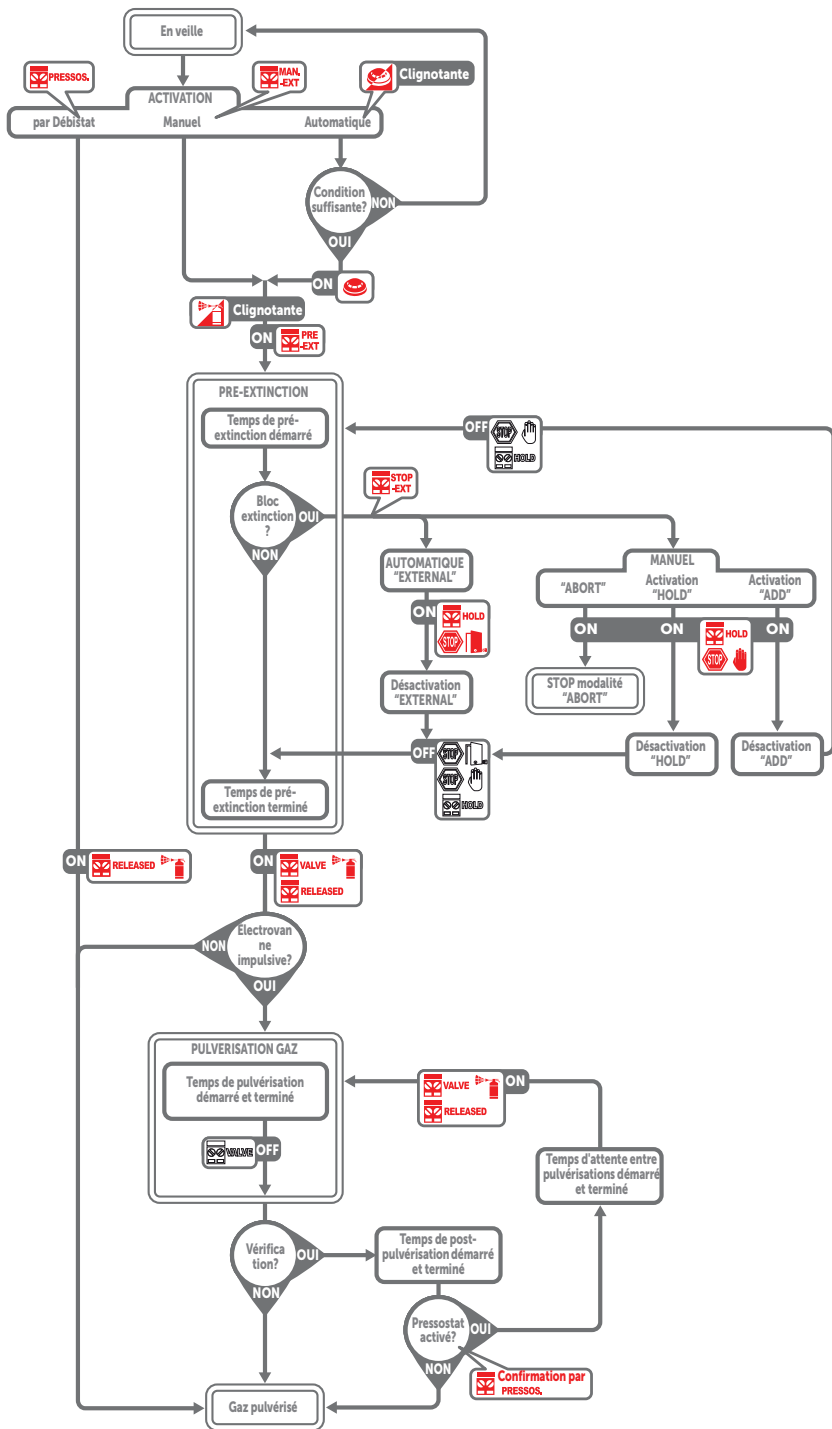 En veille
PRESSOS.
MAN.
-EXT
Clignotante
ACTIVATION
par Débistat
Manuel
Automatique
Condition
suffisante?
NON
OUI
ON
Clignotante
ON
PRE
-EXT
PRE-EXTINCTION
Temps de pré-
extinction démarré
OFF
STOP
HOLD
Bloc
extinction
?
OUI
NON
STOP
-EXT
AUTOMATIQUE
“EXTERNAL”
MANUEL
“ABORT”
Activation
“HOLD”
Activation
“ADD”
ON
HOLD
STOP
ON
ON
HOLD
STOP
ON
Désactivation
“EXTERNAL”
STOP modalité
“ABORT”
OFF
STOP
STOP
HOLD
Désactivation
“HOLD”
Désactivation
“ADD”
Temps de pré-
extinction terminé
ON
RELEASED
ON
VALVE
RELEASED
Electrovan
ne
impulsive?
NON
OUI
PULVERISATION GAZ
Temps de pulvérisation
démarré et terminé
VALVE
OFF
VALVE
RELEASED
ON
Temps d'attente entre
pulvérisations démarré
et terminé
Vérifica
tion?
OUI
NON
Temps de post-
pulvérisation démarré
et terminé
Pressostat
activé?
OUI
NON
Confirmation par
PRESSOS.
Gaz pulvérisé